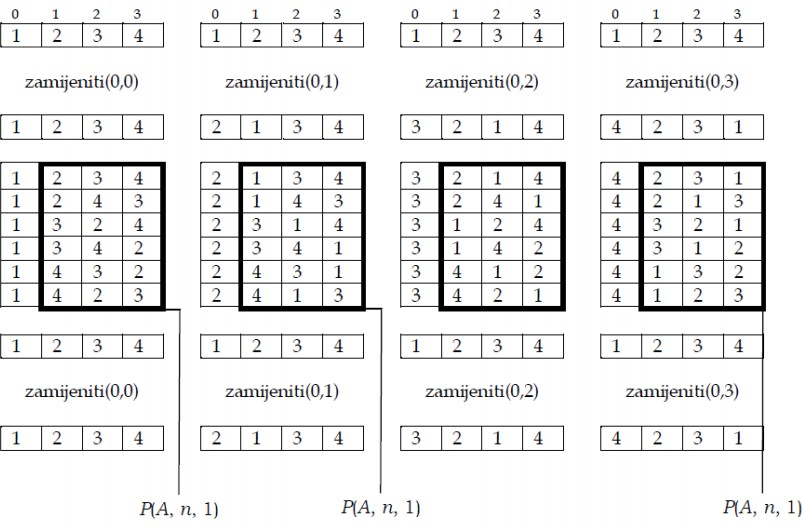 0 1 2 3 0 1 2 3 0 1 2 3 0 1 2 3
1 2 3 4 1 2 3 4 1 2 3 4 1 2 3 4
zamijeniti(0,0) zamijeniti(0,1) zamijeniti(0,2) zamijeniti(0,3)
1 2 3 4 2 1 3 4 3 2 1 4 4 2 3 1
1 2 3 4 2 1 3 4 3 2 1 4 4 2 3 1
1 2 4 3 2 1 4 3 3 2 4 1 4 2 1 3
1 3 2 4 2 3 1 4 3 1 2 4 4 3 2 1
1 3 4 2 2 3 4 1 3 1 4 2 4 3 1 2
1 4 3 2 2 4 3 1 3 4 1 2 4 1 3 2
1 4 2 3 2 4 1 3 3 4 2 1 4 1 2 3
1 2 3 4 1 2 3 4 1 2 3 4 1 2 3 4
zamijeniti(0,0) zamijeniti(0,1) zamijeniti(0,2) zamijeniti(0,3)
1 2 3 4 2 1 3 4 3 2 1 4 4 2 3 1
P(A, n, 1) P(A, n, 1) P(A, n, 1)